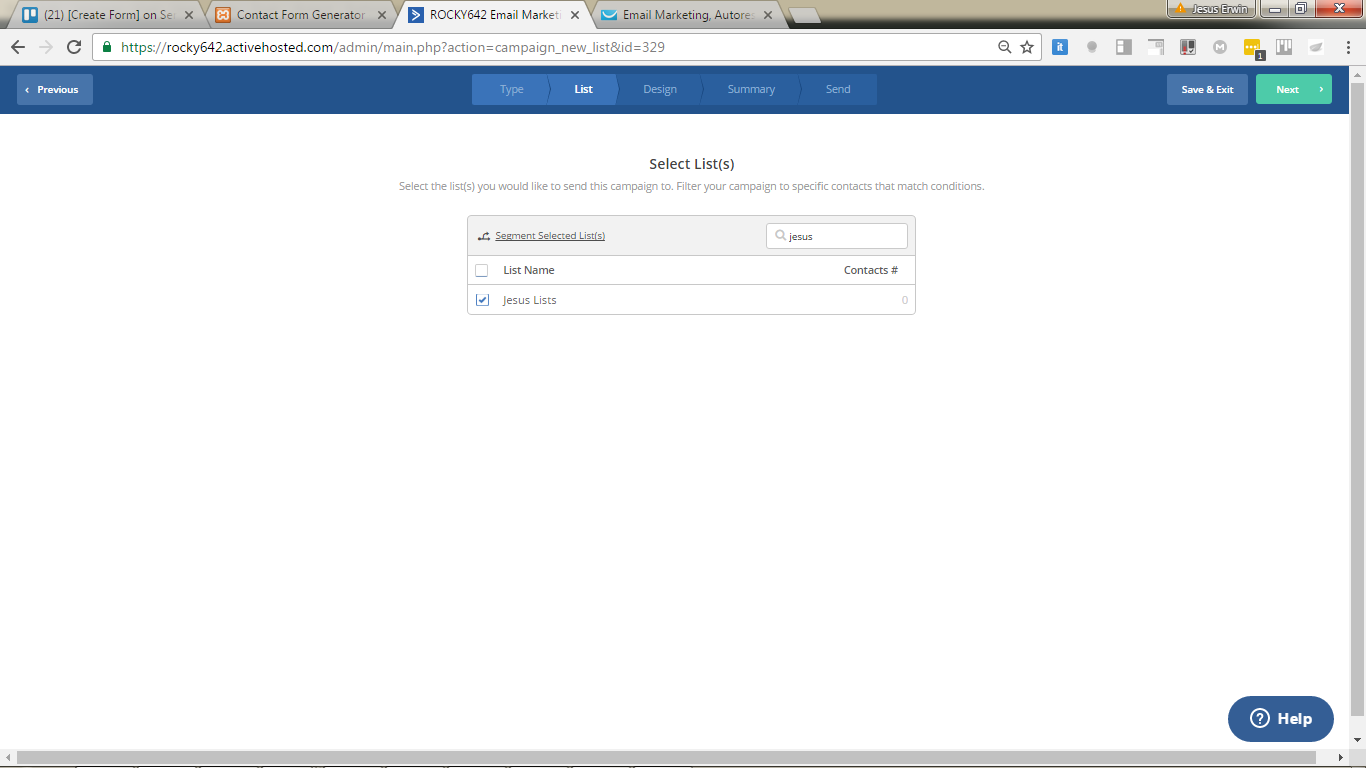 (21) [Create Form] on Se
Contact Form Generator
ROCKY642 Email Marketi
Email Marketing, Autore
Jesus Erwin
https://rocky642.activehosted.com/admin/main.php?action=campaign_new_list&id=329
it
M
1
‹ Previous
Type
List
Design
Summary
Send
Save & Exit
Next ›
Select List(s)
Select the list(s) you would like to send this campaign to. Filter your campaign to specific contacts that match conditions.
Segment Selected List(s)
jesus
List Name
Contacts #
Jesus Lists
0
? Help